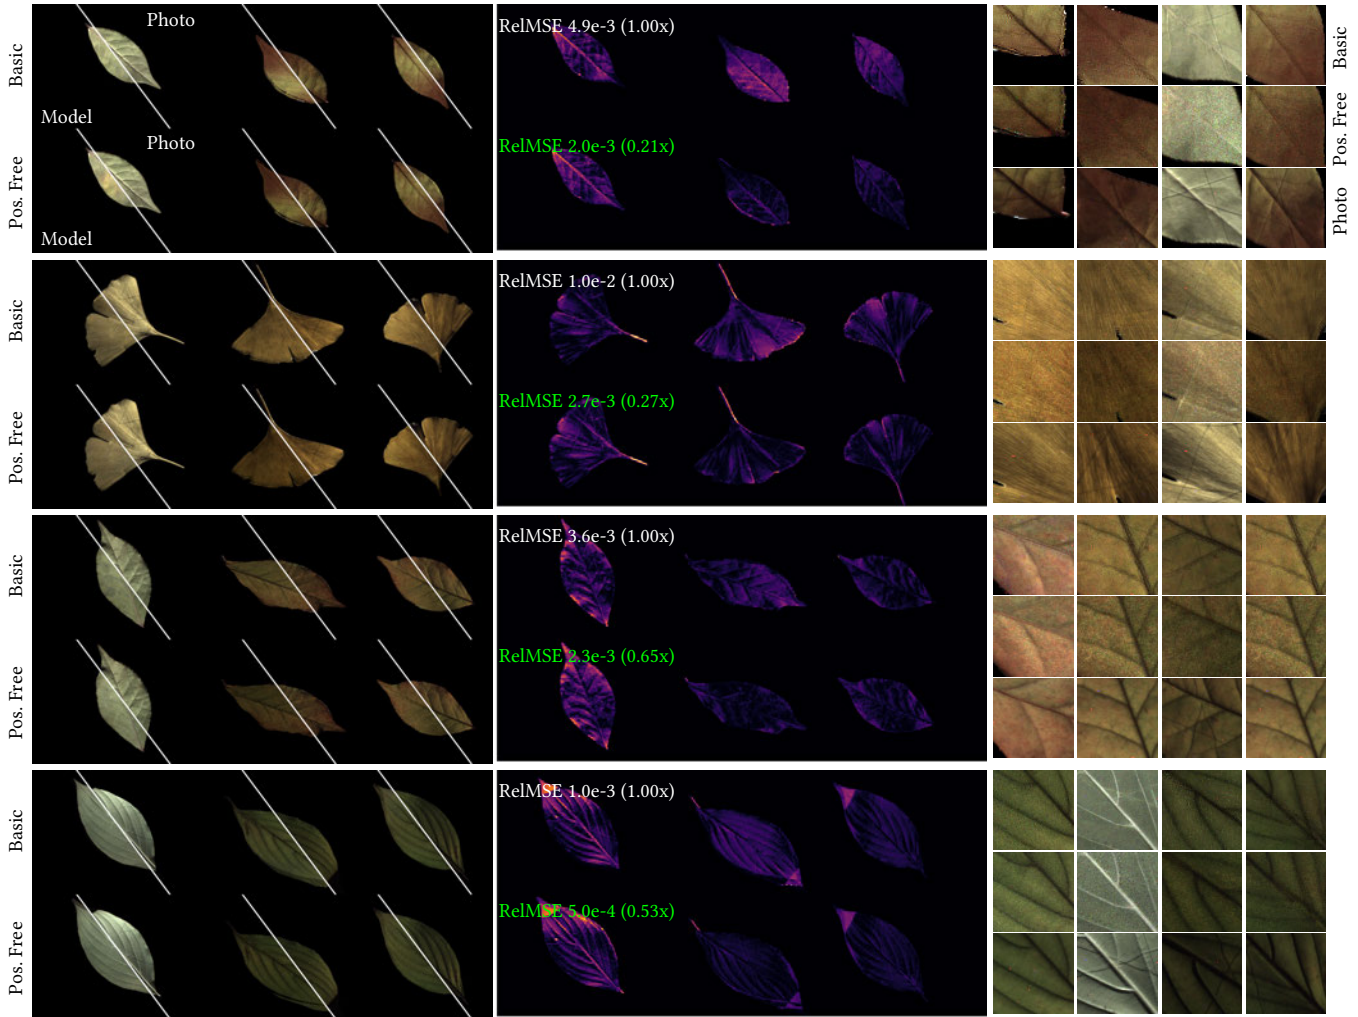 Basic
Photo
Model
Pos. Free
Photo
Model
RelMSE 4.9e-3 (1.00x)
RelMSE 2.0e-3 (0.21x)
Basic
Pos. Free
Photo
Basic
Pos. Free
RelMSE 1.0e-2 (1.00x)
RelMSE 2.7e-3 (0.27x)
Basic
Pos. Free
RelMSE 3.6e-3 (1.00x)
RelMSE 2.3e-3 (0.65x)
Basic
Pos. Free
RelMSE 1.0e-3 (1.00x)
RelMSE 5.0e-4 (0.53x)